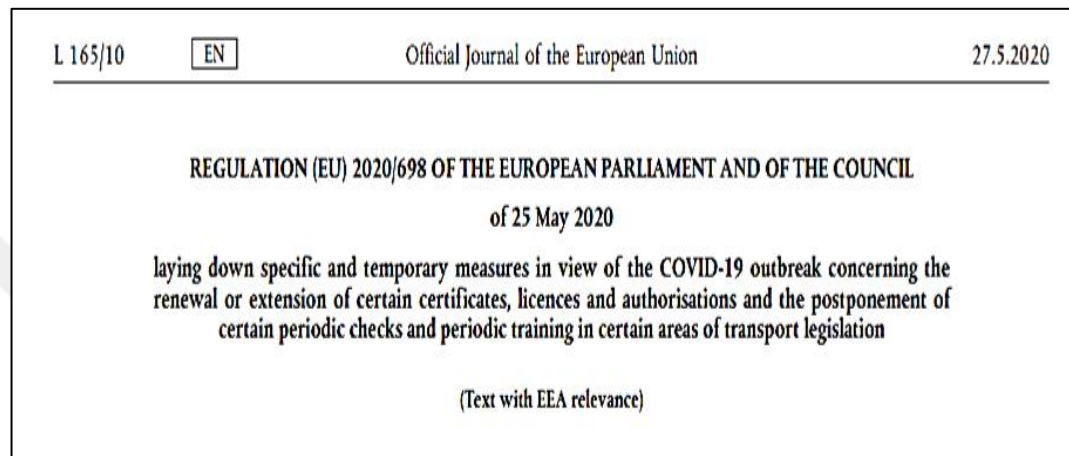 L 165/10 EN Official Journal of the European Union 27.5.2020
REGULATION (EU) 2020/698 OF THE EUROPEAN PARLIAMENT AND OF THE COUNCIL
of 25 May 2020
laying down specific and temporary measures in view of the COVID-19 outbreak concerning the
renewal or extension of certain certificates, licences and authorisations and the postponement of
certain periodic checks and periodic training in certain areas of transport legislation
(Text with EEA relevance)